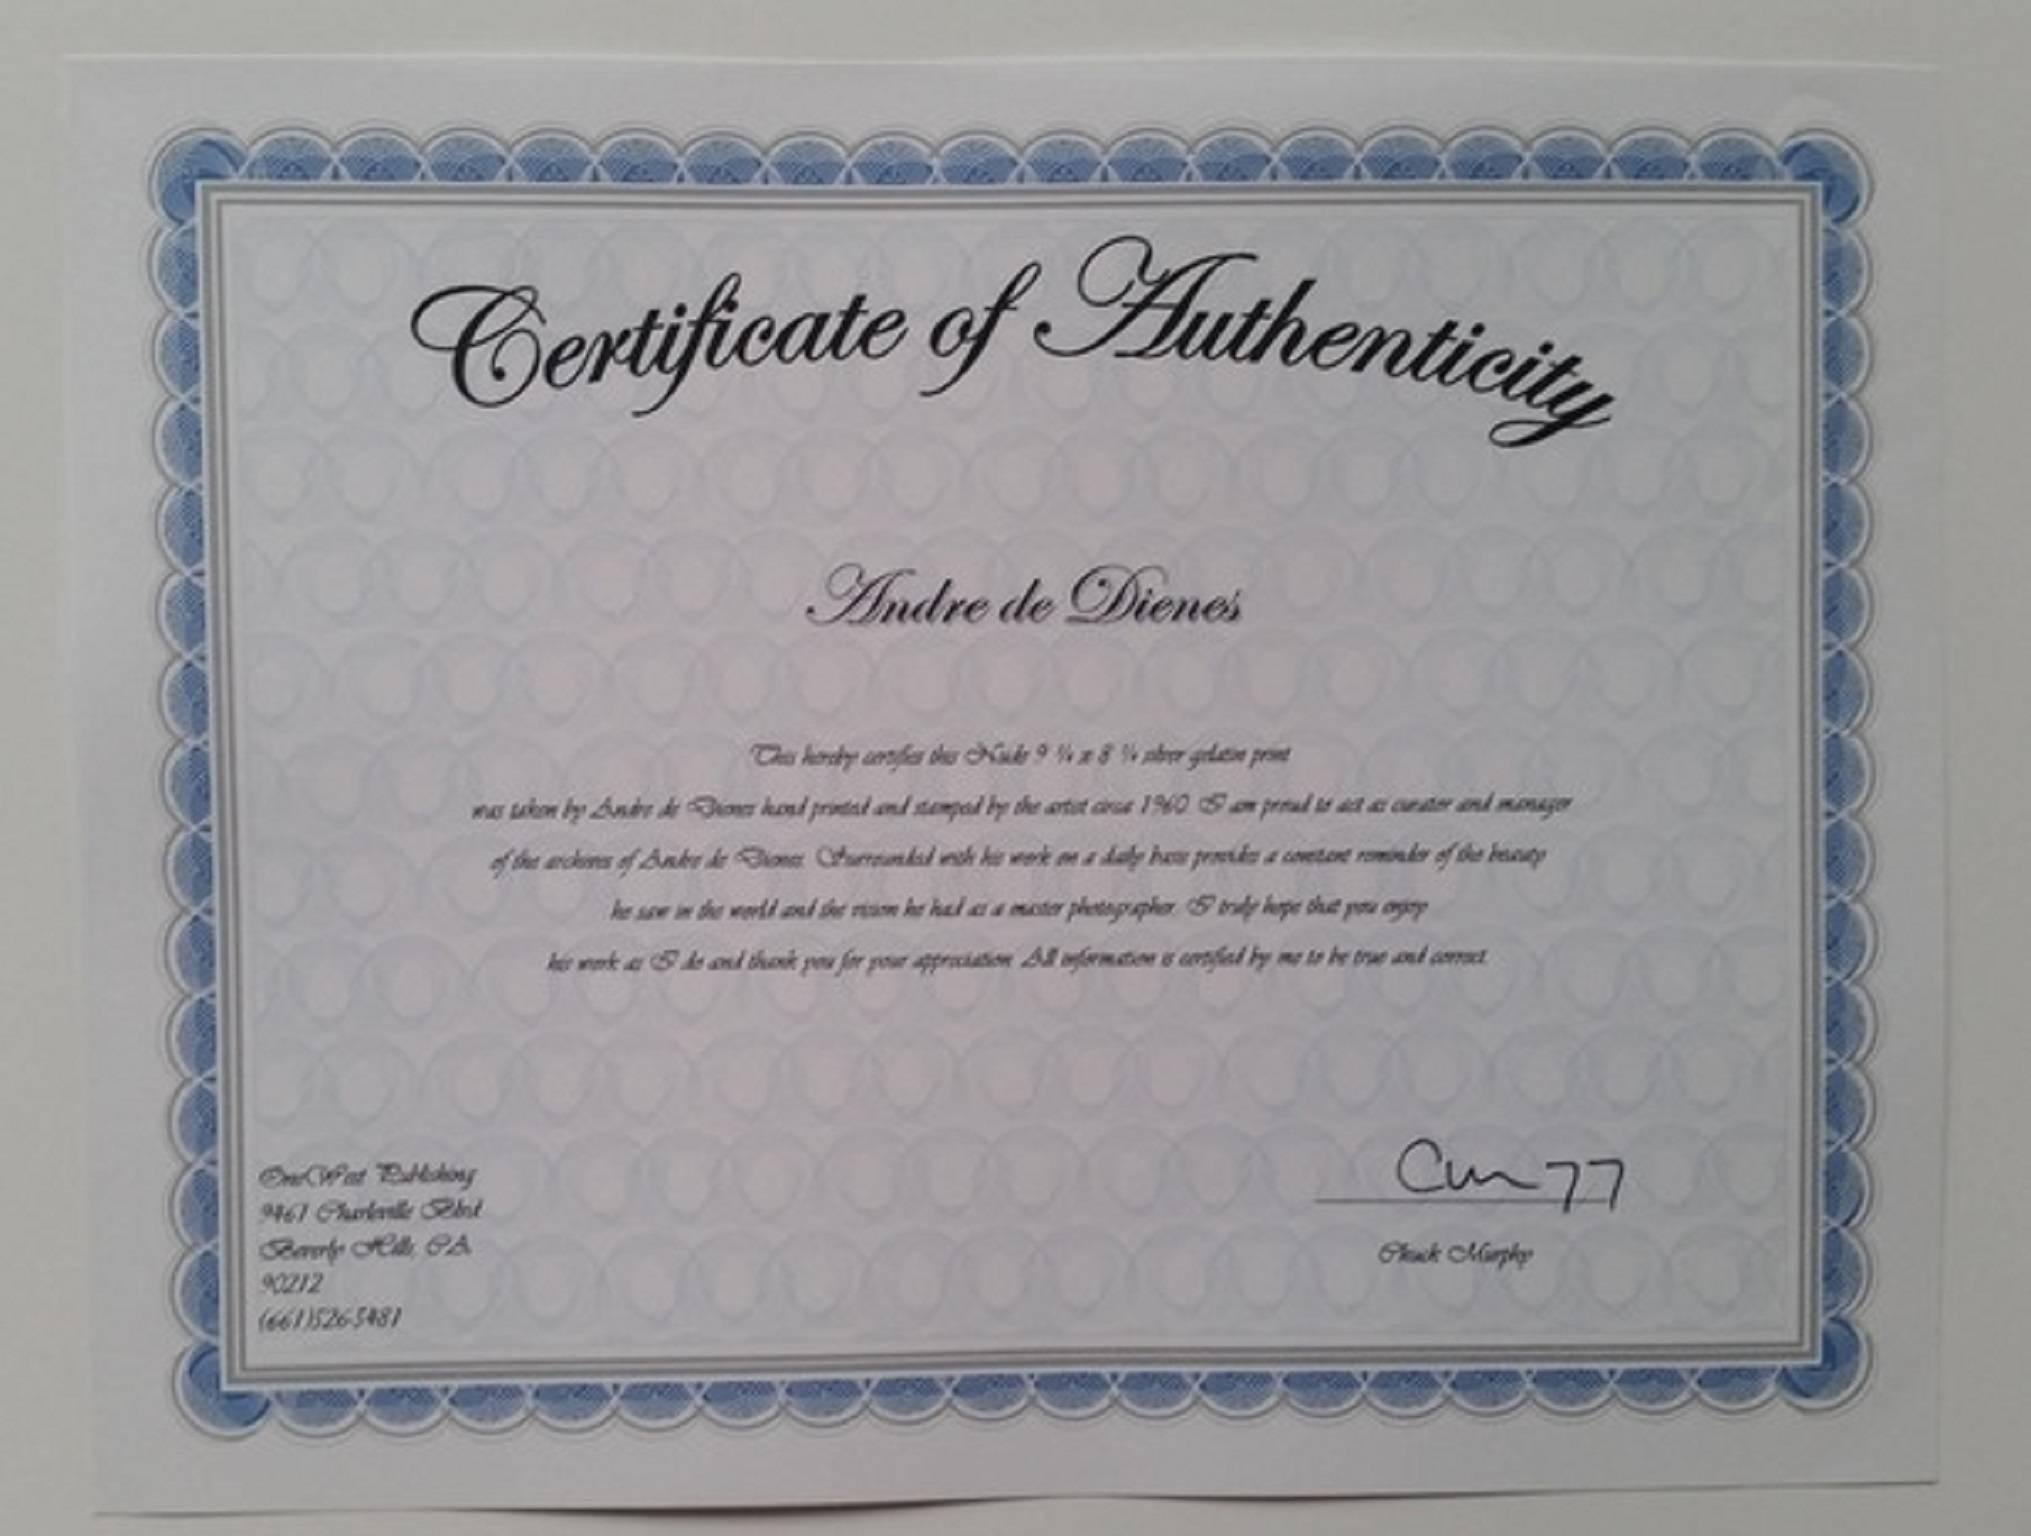 Certificate of Authenticity
Andre de Dienes
This hereby certifies this Nude 9 ¼ x 8 ¼ silver gelatin print
was taken by Andre de Dienes hand printed and stamped by the artist circa 1960. I am proud to act as curator and manager
of the archives of Andre de Dienes. Surrounded with his work on a daily basis provides a constant reminder of the beauty
he saw in the world and the vision he had as a master photographer. I truly hope that you enjoy
his work as I do and thank you for your appreciation. All information is certified by me to be true and correct.
OneWest Publishing
9461 Charleville Blvd
Beverly Hills, CA
90212
(661)526-5481
Chuck Murphy